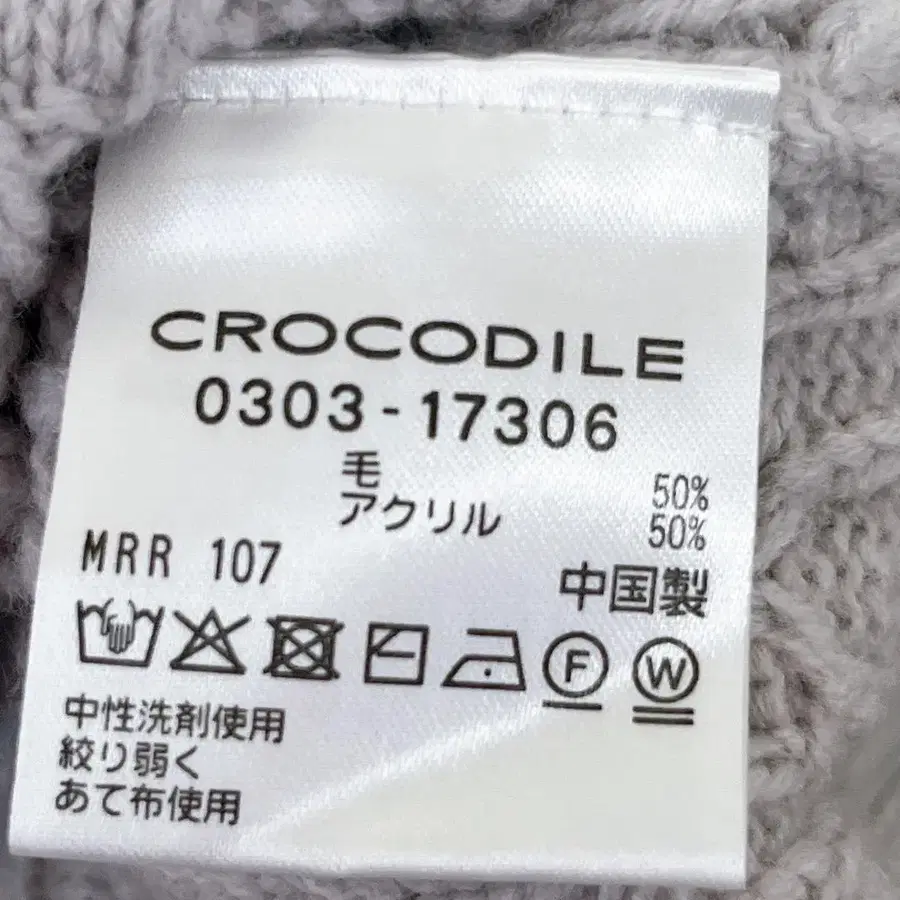 CROCODILE
0303-17306
毛 50%
アクリル 50%
MRR 107
中国製
F W
中性洗剤使用
絞り弱く
あて布使用